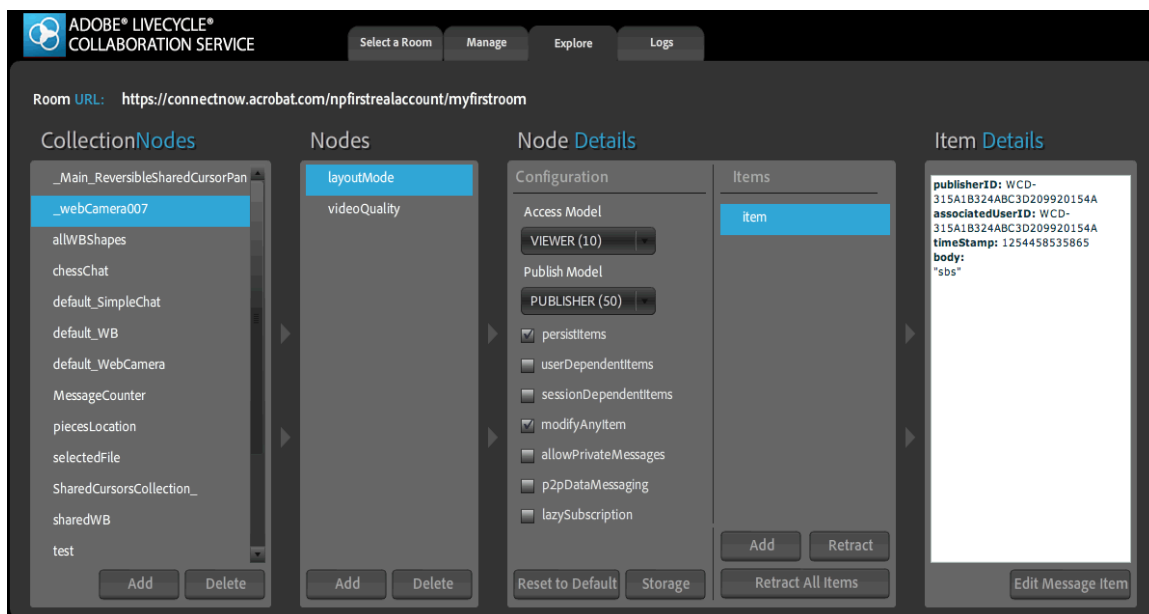 ADOBE® LIVECYCLE®
COLLABORATION SERVICE
Select a Room
Manage
Explore
Logs
Room URL: https://connectnow.acrobat.com/npfirstrealaccount/myfirstroom
CollectionNodes
_Main_ReversibleSharedCursorPan
_webCamera007
allWBShapes
chessChat
default_SimpleChat
default_WB
default_WebCamera
MessageCounter
piecesLocation
selectedFile
SharedCursorsCollection_
sharedWB
test
Add
Delete
Nodes
layoutMode
videoQuality
Add
Delete
Node Details
Configuration
Access Model
VIEWER (10)
Publish Model
PUBLISHER (50)
persistItems
userDependentItems
sessionDependentItems
modifyAnyItem
allowPrivateMessages
p2pDataMessaging
lazySubscription
Reset to Default
Storage
Items
item
Add
Retract
Retract All Items
Item Details
publisherID: WCD-
315A1B324ABC3D209920154A
associatedUserID: WCD-
315A1B324ABC3D209920154A
timeStamp: 1254458535865
body:
"sbs"
Edit Message Item